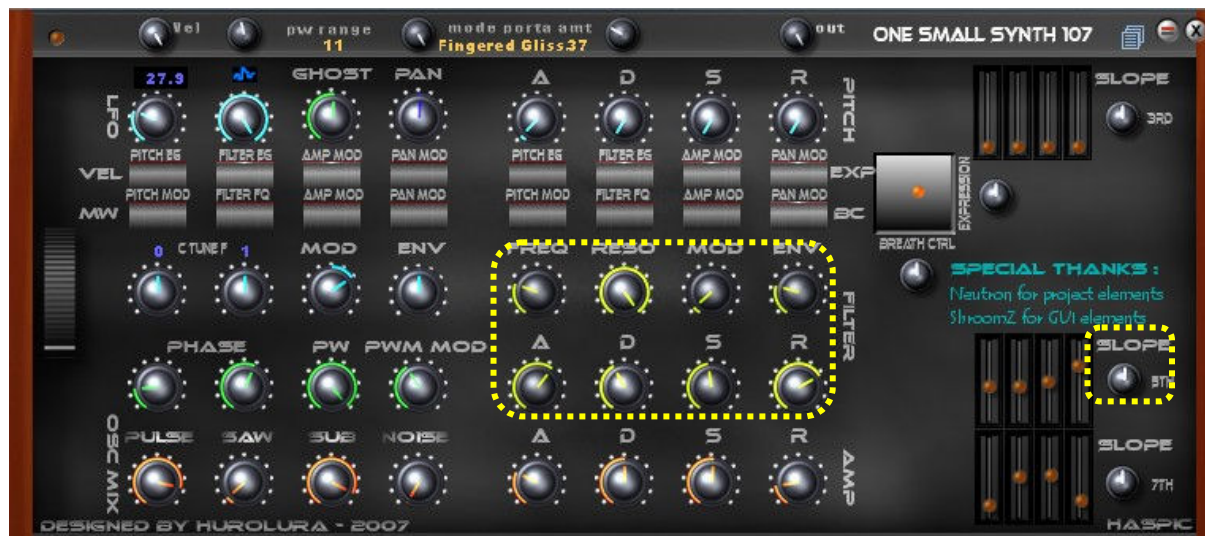 Vel pw range mode porta amt out ONE SMALL SYNTH 107
11 Fingered Gliss37
27.9 GHOST PAN A D S R SLOPE
LFO PITCH 3RD
PITCH EG FILTER EG AMP MOD PAN MOD PITCH EG FILTER EG AMP MOD PAN MOD
VEL EXP
PITCH MOD FILTER FQ AMP MOD PAN MOD PITCH MOD FILTER FQ AMP MOD PAN MOD
MW BC EXPRESSION
BREATH CTRL
0 C TUNE F 1 MOD ENV FREQ RESO MOD ENV
SPECIAL THANKS :
Neutron for project elements
ShroomZ for GUI elements
FILTER
PHASE PW PWM MOD A D S R SLOPE
5TH
OSC MIX PULSE SAW SUB NOISE A D S R SLOPE
AMP 7TH
DESIGNED BY HUROLURA - 2007 HASPIC